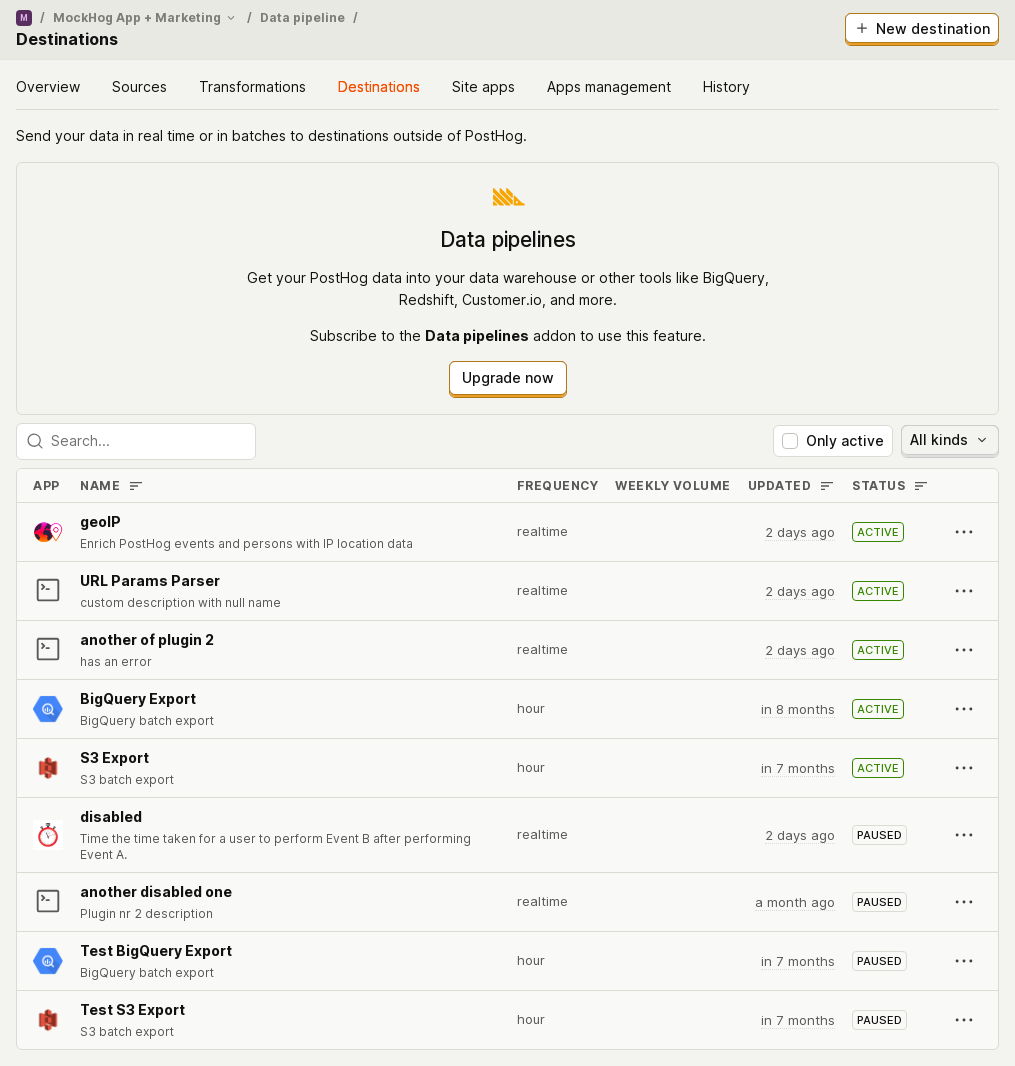 M / MockHog App + Marketing / Data pipeline /
Destinations
+ New destination
Overview Sources Transformations Destinations Site apps Apps management History
Send your data in real time or in batches to destinations outside of PostHog.
Data pipelines
Get your PostHog data into your data warehouse or other tools like BigQuery,
Redshift, Customer.io, and more.
Subscribe to the Data pipelines addon to use this feature.
Upgrade now
Search... Only active All kinds
APP NAME FREQUENCY WEEKLY VOLUME UPDATED STATUS
geoIP
Enrich PostHog events and persons with IP location data
realtime 2 days ago ACTIVE
URL Params Parser
custom description with null name
realtime 2 days ago ACTIVE
another of plugin 2
has an error
realtime 2 days ago ACTIVE
BigQuery Export
BigQuery batch export
hour in 8 months ACTIVE
S3 Export
S3 batch export
hour in 7 months ACTIVE
disabled
Time the time taken for a user to perform Event B after performing
Event A.
realtime 2 days ago PAUSED
another disabled one
Plugin nr 2 description
realtime a month ago PAUSED
Test BigQuery Export
BigQuery batch export
hour in 7 months PAUSED
Test S3 Export
S3 batch export
hour in 7 months PAUSED